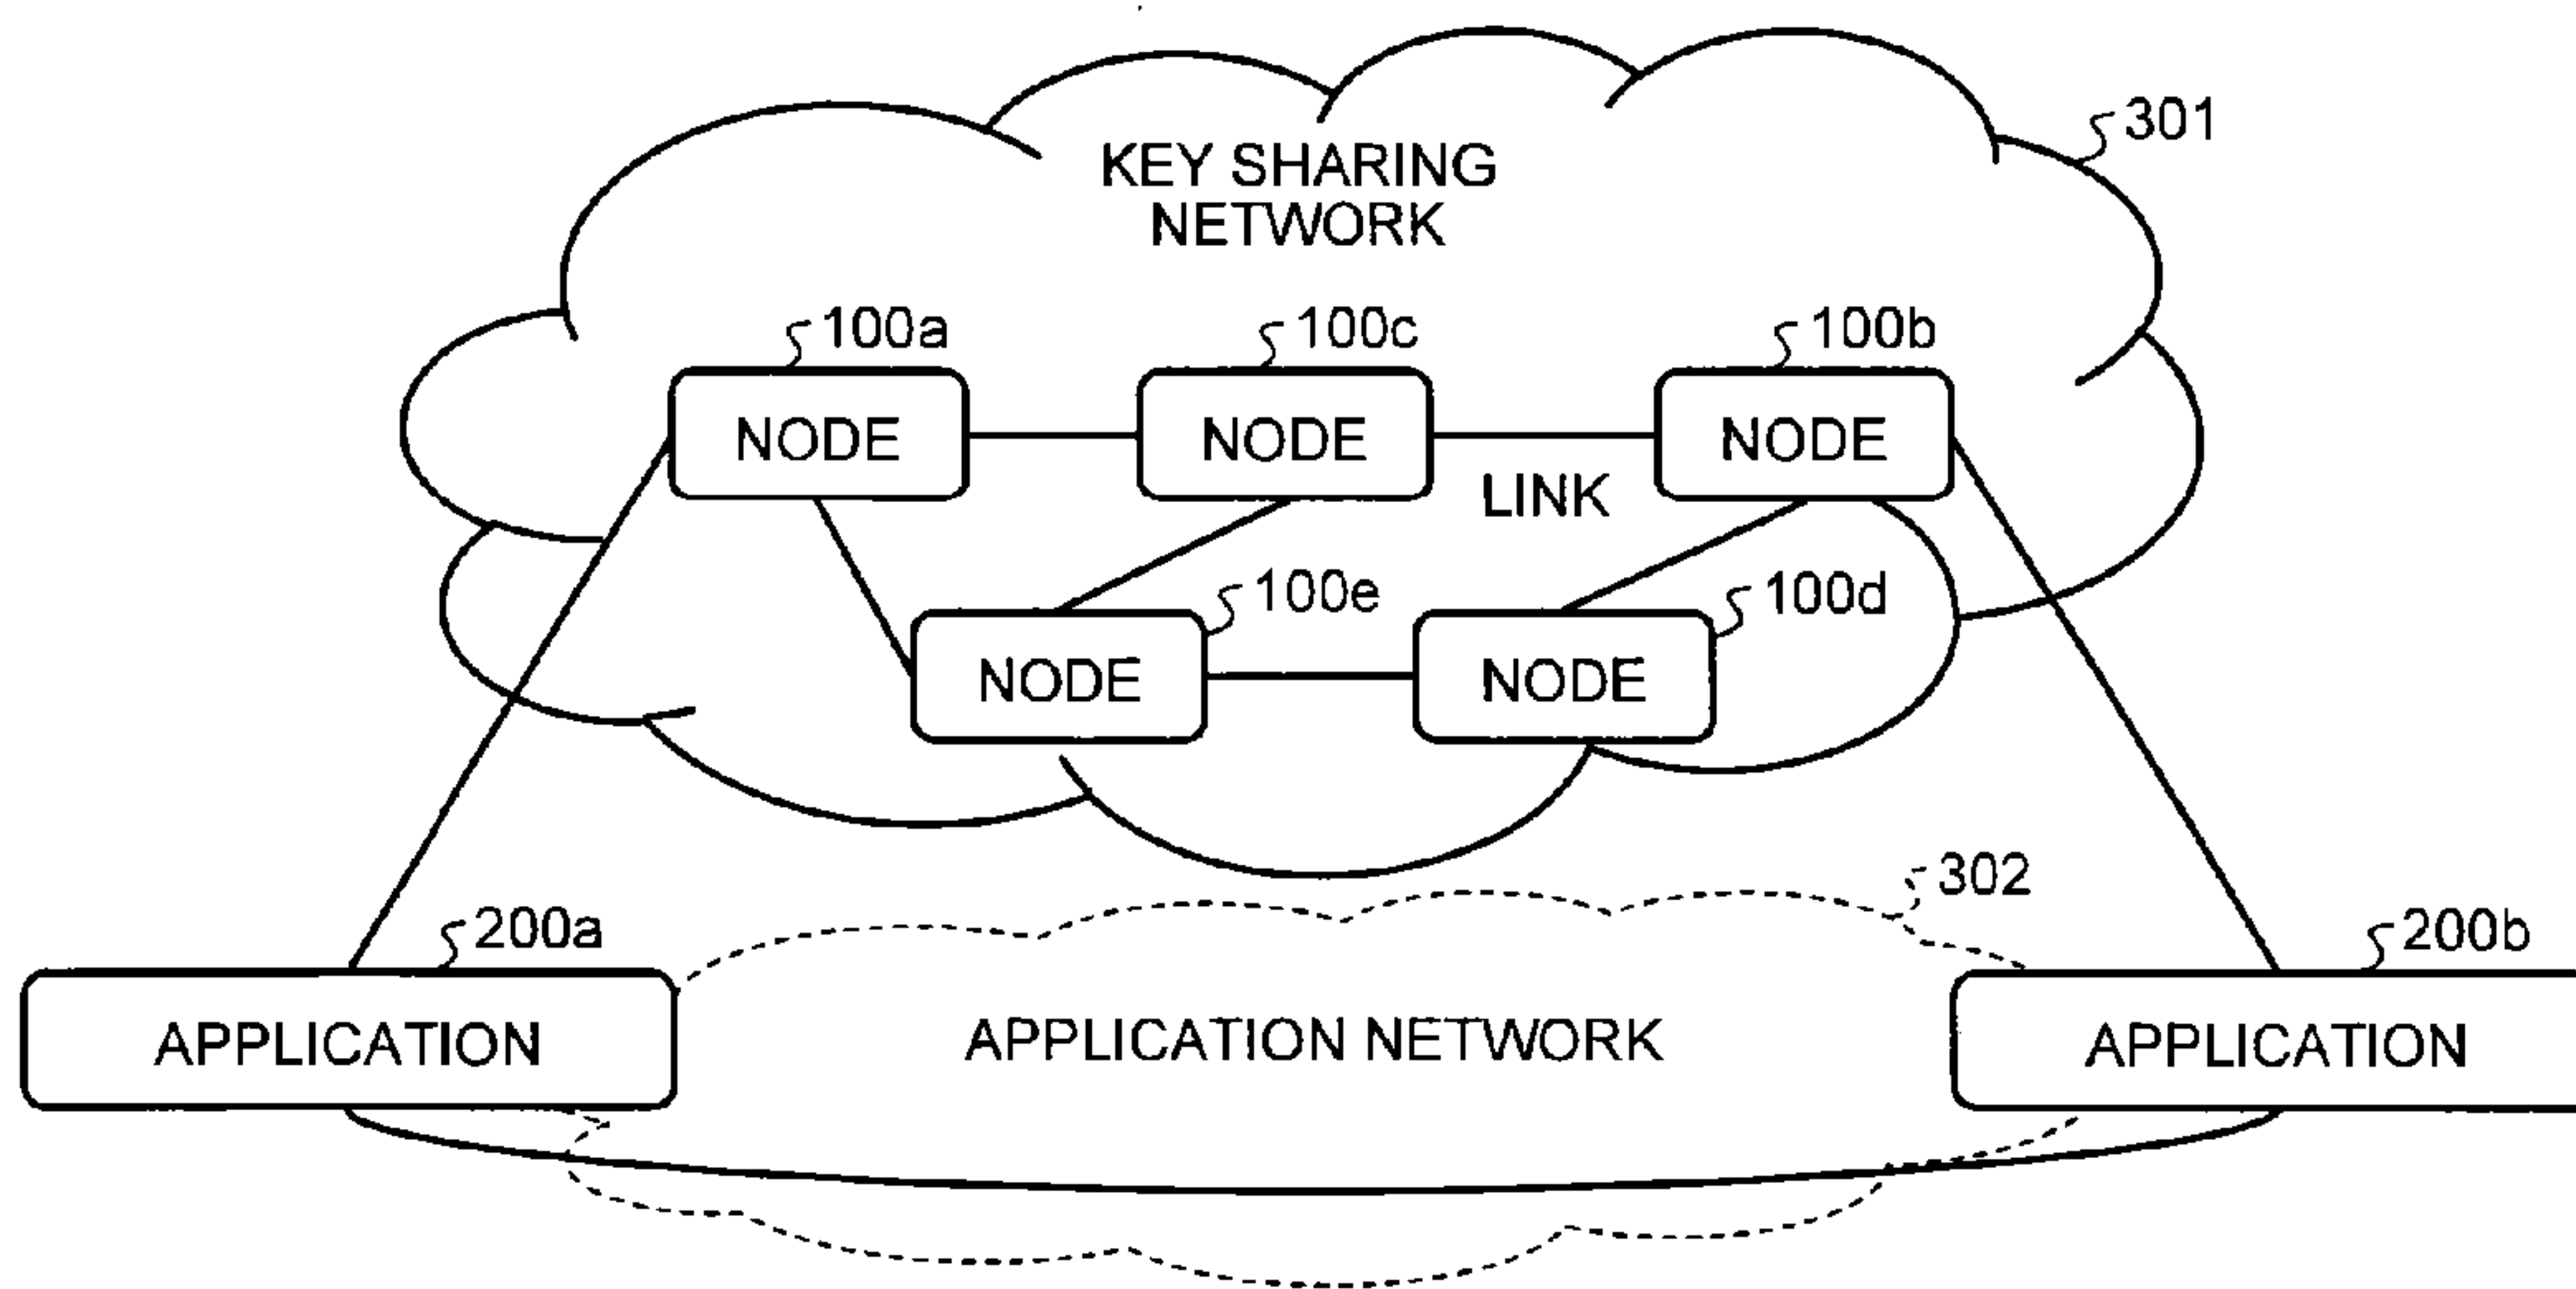 301
KEY SHARING
NETWORK
100a
100c
100b
NODE
NODE
NODE
LINK
100e
100d
NODE
NODE
302
200a
200b
APPLICATION
APPLICATION NETWORK
APPLICATION